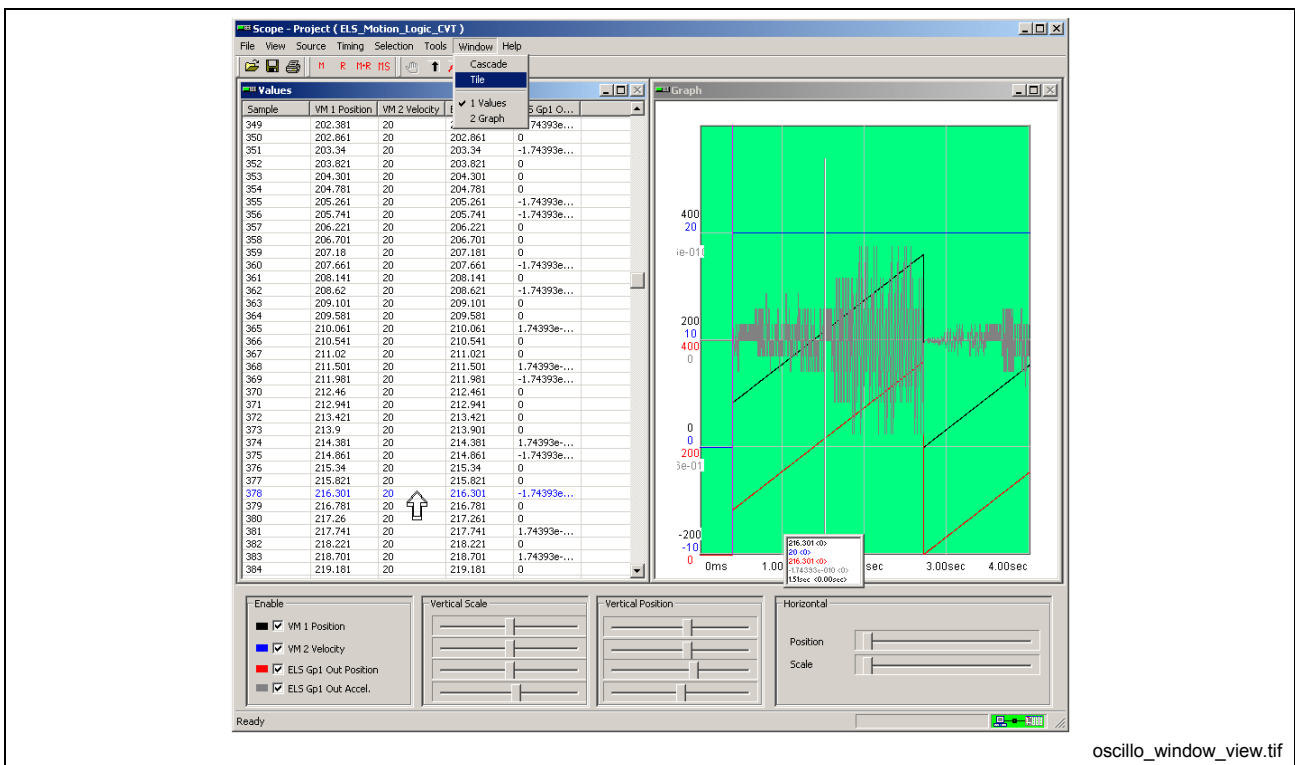 Scope - Project ( ELS_Motion_Logic_CVT )
File View Source Timing Selection Tools Window Help
M R M+R MS
Cascade
Tile
1 Values
2 Graph
Values
Sample VM 1 Position VM 2 Velocity
349 202.381 20 .74393e...
350 202.861 20 202.861 0
351 203.34 20 203.34 -1.74393e...
352 203.821 20 203.821 0
353 204.301 20 204.301 0
354 204.781 20 204.781 0
355 205.261 20 205.261 -1.74393e...
356 205.741 20 205.741 -1.74393e...
357 206.221 20 206.221 0
358 206.701 20 206.701 0
359 207.18 20 207.181 0
360 207.661 20 207.661 -1.74393e...
361 208.141 20 208.141 0
362 208.62 20 208.621 -1.74393e...
363 209.101 20 209.101 0
364 209.581 20 209.581 0
365 210.061 20 210.061 1.74393e-...
366 210.541 20 210.541 0
367 211.02 20 211.021 0
368 211.501 20 211.501 1.74393e-...
369 211.981 20 211.981 -1.74393e...
370 212.46 20 212.461 0
371 212.941 20 212.941 0
372 213.421 20 213.421 0
373 213.9 20 213.901 0
374 214.381 20 214.381 1.74393e-...
375 214.861 20 214.861 -1.74393e...
376 215.34 20 215.34 0
377 215.821 20 215.821 0
378 216.301 20 216.301 -1.74393e...
379 216.781 20 216.781 0
380 217.26 20 217.261 0
381 217.741 20 217.741 1.74393e-...
382 218.221 20 218.221 0
383 218.701 20 218.701 1.74393e-...
384 219.181 20 219.181 0
Graph
400
20
ie-010
200
10
400
0
0
0
200
5e-01
-200
-10
0
0ms 1.00 sec 3.00sec 4.00sec
216.301 <0>
20 <0>
216.301 <0>
-1.74393e-010 <0>
1.51sec <0.00sec>
Enable
VM 1 Position
VM 2 Velocity
ELS Gp1 Out Position
ELS Gp1 Out Accel.
Vertical Scale
Vertical Position
Horizontal
Position
Scale
Ready
oscillo_window_view.tif